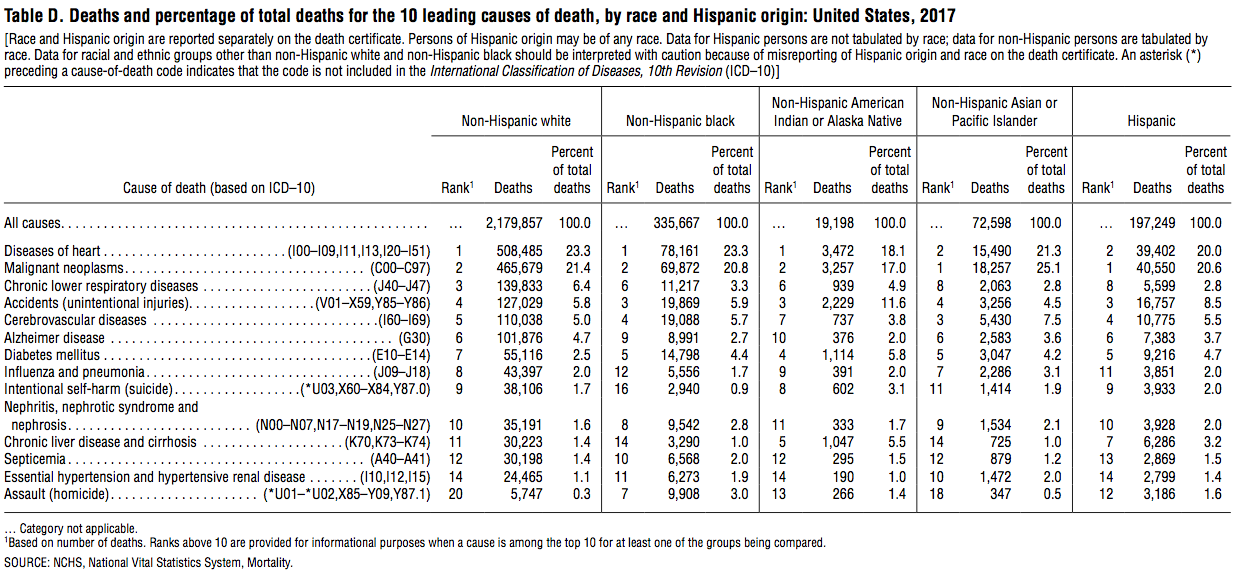 Table D. Deaths and percentage of total deaths for the 10 leading causes of death, by race and Hispanic origin: United States, 2017
[Race and Hispanic origin are reported separately on the death certificate. Persons of Hispanic origin may be of any race. Data for Hispanic persons are not tabulated by race; data for non-Hispanic persons are tabulated by
race. Data for racial and ethnic groups other than non-Hispanic white and non-Hispanic black should be interpreted with caution because of misreporting of Hispanic origin and race on the death certificate. An asterisk (*)
preceding a cause-of-death code indicates that the code is not included in the International Classification of Diseases, 10th Revision (ICD–10)]
Non-Hispanic white Non-Hispanic black Non-Hispanic American Indian or Alaska Native Non-Hispanic Asian or Pacific Islander Hispanic
Cause of death (based on ICD–10) Rank1 Deaths Percent of total deaths Rank1 Deaths Percent of total deaths Rank1 Deaths Percent of total deaths Rank1 Deaths Percent of total deaths Rank1 Deaths Percent of total deaths
All causes. . . . . . . . . . ... 2,179,857 100.0 ... 335,667 100.0 ... 19,198 100.0 ... 72,598 100.0 ... 197,249 100.0
Diseases of heart . . . . . . . . . . (I00–I09,I11,I13,I20–I51) 1 508,485 23.3 1 78,161 23.3 1 3,472 18.1 2 15,490 21.3 2 39,402 20.0
Malignant neoplasms. . . . . . . . . . (C00–C97) 2 465,679 21.4 2 69,872 20.8 2 3,257 17.0 1 18,257 25.1 1 40,550 20.6
Chronic lower respiratory diseases . . . . . . . . . . (J40–J47) 3 139,833 6.4 6 11,217 3.3 6 939 4.9 8 2,063 2.8 8 5,599 2.8
Accidents (unintentional injuries). . . . . . . . . . (V01–X59,Y85–Y86) 4 127,029 5.8 3 19,869 5.9 3 2,229 11.6 4 3,256 4.5 3 16,757 8.5
Cerebrovascular diseases . . . . . . . . . . (I60–I69) 5 110,038 5.0 4 19,088 5.7 7 737 3.8 3 5,430 7.5 4 10,775 5.5
Alzheimer disease . . . . . . . . . . (G30) 6 101,876 4.7 9 8,991 2.7 10 376 2.0 6 2,583 3.6 6 7,383 3.7
Diabetes mellitus . . . . . . . . . . (E10–E14) 7 55,116 2.5 5 14,798 4.4 4 1,114 5.8 5 3,047 4.2 5 9,216 4.7
Influenza and pneumonia. . . . . . . . . . (J09–J18) 8 43,397 2.0 12 5,556 1.7 9 391 2.0 7 2,286 3.1 11 3,851 2.0
Intentional self-harm (suicide) . . . . . . . . . . (*U03,X60–X84,Y87.0) 9 38,106 1.7 16 2,940 0.9 8 602 3.1 11 1,414 1.9 9 3,933 2.0
Nephritis, nephrotic syndrome and
nephrosis. . . . . . . . . . (N00–N07,N17–N19,N25–N27) 10 35,191 1.6 8 9,542 2.8 11 333 1.7 9 1,534 2.1 10 3,928 2.0
Chronic liver disease and cirrhosis . . . . . . . . . . (K70,K73–K74) 11 30,223 1.4 14 3,290 1.0 5 1,047 5.5 14 725 1.0 7 6,286 3.2
Septicemia. . . . . . . . . . (A40–A41) 12 30,198 1.4 10 6,568 2.0 12 295 1.5 12 879 1.2 13 2,869 1.5
Essential hypertension and hypertensive renal disease . . . . . . . (I10,I12,I15) 14 24,465 1.1 11 6,273 1.9 14 190 1.0 10 1,472 2.0 14 2,799 1.4
Assault (homicide). . . . . . . . . . (*U01–*U02,X85–Y09,Y87.1) 20 5,747 0.3 7 9,908 3.0 13 266 1.4 18 347 0.5 12 3,186 1.6
... Category not applicable.
1Based on number of deaths. Ranks above 10 are provided for informational purposes when a cause is among the top 10 for at least one of the groups being compared.
SOURCE: NCHS, National Vital Statistics System, Mortality.